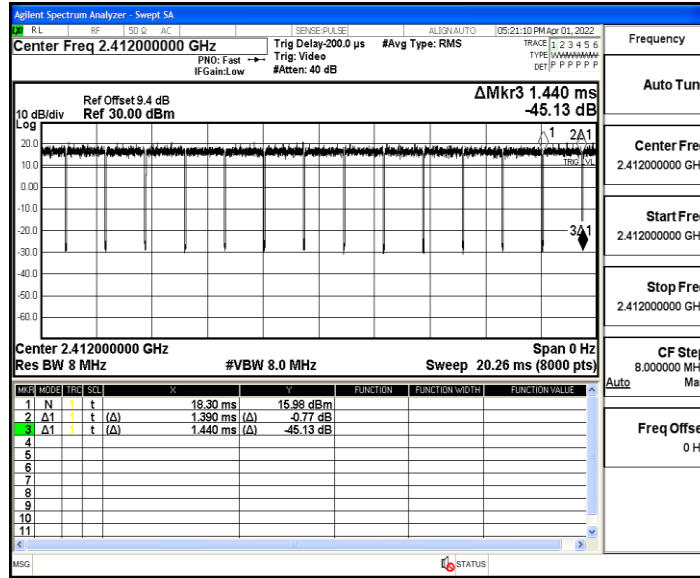 Agilent Spectrum Analyzer - Swept SA
RL RF 50 Ω AC SENSE:PULSE ALIGNAUTO 05:21:10 PM Apr 01, 2022
Center Freq 2.412000000 GHz
PNO: Fast
IFGain:Low
Trig Delay-200.0 µs
Trig: Video
#Atten: 40 dB
#Avg Type: RMS
TRACE 1 2 3 4 5 6
TYPE
DET P P P P P P
Ref Offset 9.4 dB
Ref 30.00 dBm
10 dB/div
Log
ΔMkr3 1.440 ms
-45.13 dB
20.0
10.0
0.00
-10.0
-20.0
-30.0
-40.0
-50.0
-60.0
1
2Δ1
TRIG LVL
3Δ1
Center 2.412000000 GHz Span 0 Hz
Res BW 8 MHz #VBW 8.0 MHz Sweep 20.26 ms (8000 pts)
MKR MODE TRC SCL X Y FUNCTION FUNCTION WIDTH FUNCTION VALUE
1 N 1 t 18.30 ms 15.98 dBm
2 Δ1 1 t (Δ) 1.390 ms (Δ) -0.77 dB
3 Δ1 1 t (Δ) 1.440 ms (Δ) -45.13 dB
4
5
6
7
8
9
10
11
MSG STATUS
Frequency
Auto Tun
Center Fre
2.412000000 GH
Start Fre
2.412000000 GH
Stop Fre
2.412000000 GH
CF Step
8.000000 MH
Auto Ma
Freq Offse
0 H